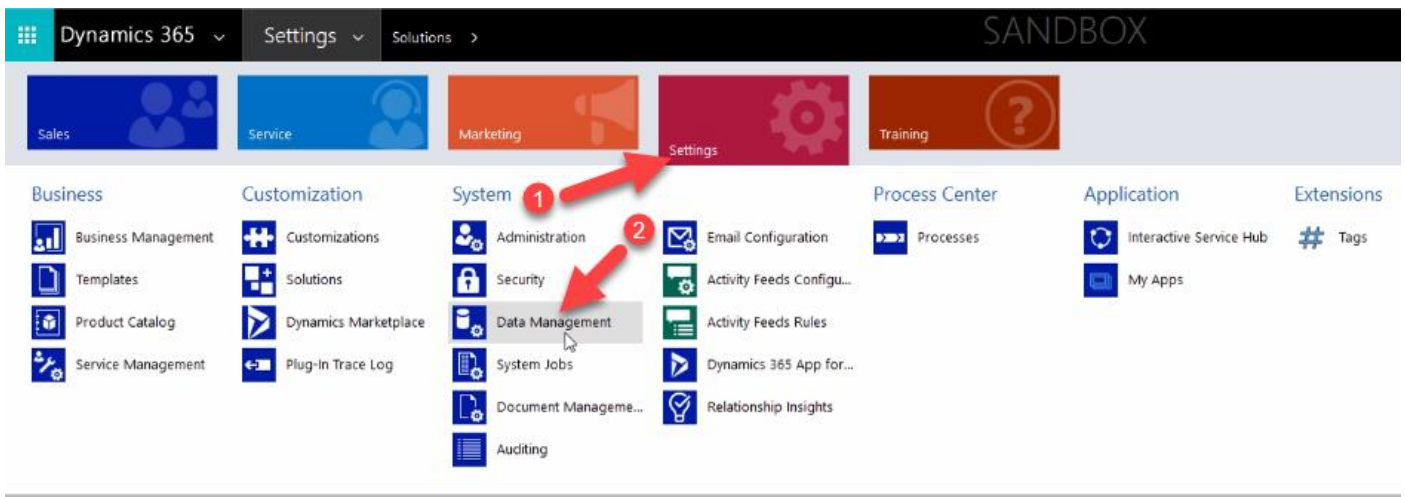 Dynamics 365 Settings Solutions >
SANDBOX
Sales
Service
Marketing
Settings
Training
?
Business
Business Management
Templates
Product Catalog
Service Management
Customization
Customizations
Solutions
Dynamics Marketplace
Plug-In Trace Log
System
1
2
Administration
Security
Data Management
System Jobs
Document Manageme...
Auditing
Email Configuration
Activity Feeds Configu...
Activity Feeds Rules
Dynamics 365 App for...
Relationship Insights
Process Center
Processes
Application
Interactive Service Hub
My Apps
Extensions
# Tags